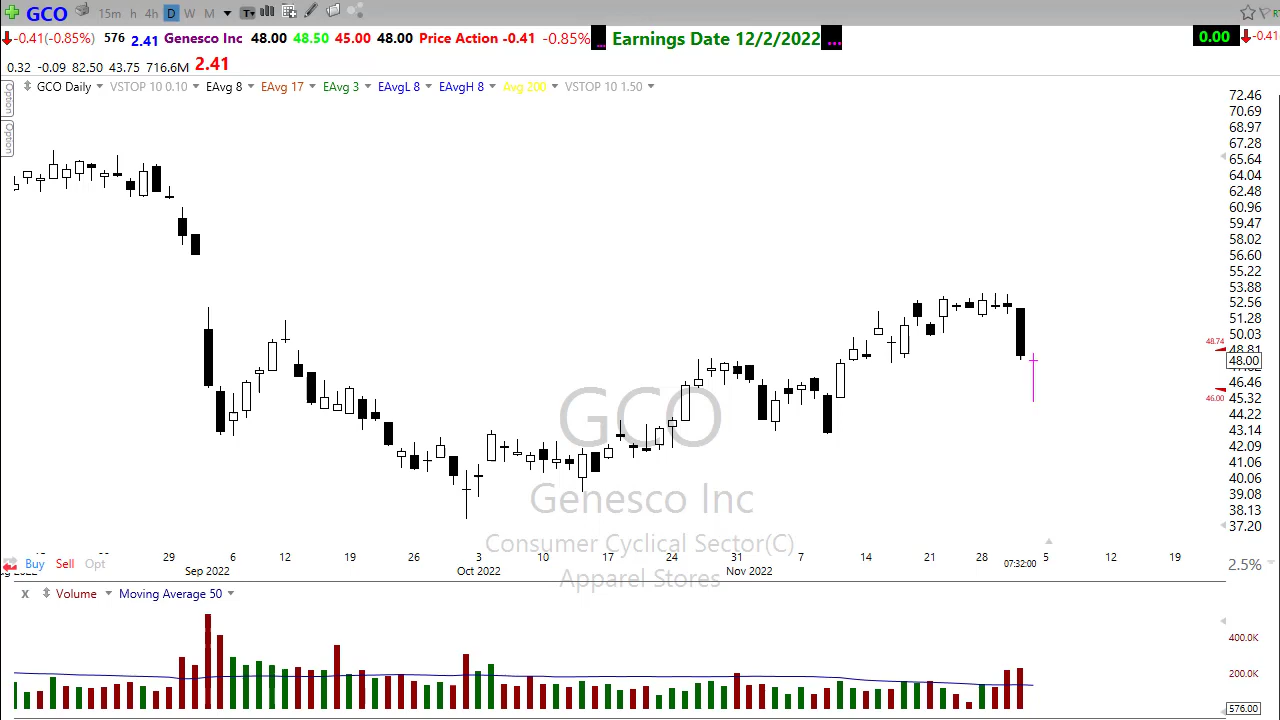 GCO 15m h 4h D W M T
-0.41(-0.85%) 576 2.41 Genesco Inc 48.00 48.50 45.00 48.00 Price Action -0.41 -0.85% ... Earnings Date 12/2/2022 ... 0.00 -0.41
0.32 -0.09 82.50 43.75 716.6M 2.41
GCO Daily VSTOP 10 0.10 EAvg 8 EAvg 17 EAvg 3 EAvgL 8 EAvgH 8 Avg 200 VSTOP 10 1.50
Option
Option
72.46
70.69
68.97
67.28
65.64
64.04
62.48
60.96
59.47
58.02
56.60
55.22
53.88
52.56
51.28
50.03
48.74
48.81
48.00
46.46
45.32
46.00
44.22
43.14
42.09
41.06
40.06
39.08
38.13
37.20
GCO
Genesco Inc
Consumer Cyclical Sector(C)
Apparel Stores
29 6 12 19 26 3 10 17 24 31 7 14 21 28 5 12 19
Buy Sell Opt 07:32:00 2.5%
Sep 2022 Oct 2022 Nov 2022
x Volume Moving Average 50
400.0K
200.0K
576.00